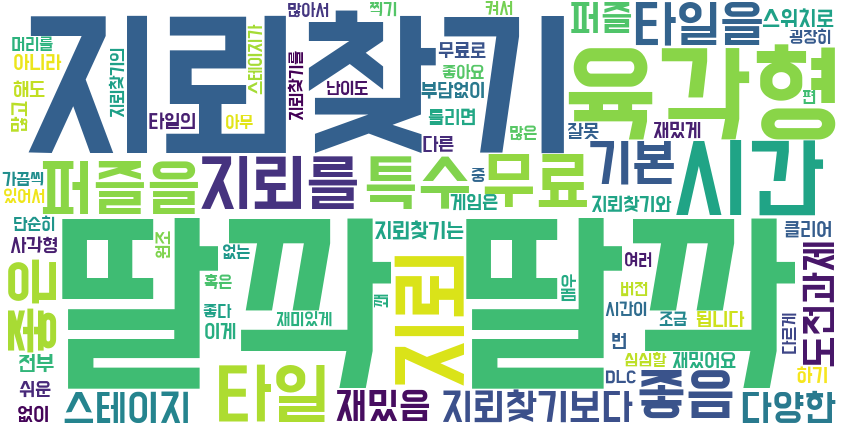 지뢰찾기
딸깍딸깍
육각형
시간
지뢰
타일
좋은
퍼즐을
지뢰를
특수
무료
기본
타일을
퍼즐
스위치로
굉장히
많아서
찍기
켜서
무료로
좋아요
난이도
부담없이
틀리면
다른
많은
잘못
재밌게
편
머리를
아니라
해도
많고
지뢰찾기의
스테이지가
지뢰찾기를
타일의
아무
가끔씩
있어서
게임은
중
지뢰찾기와
단순히
사각형
원조
없는
지뢰찾기는
혹은
좋다
이게
재미있게
꽤
아몸
여러
버전
시간이
조금
됩니다
번
클리어
도전과제
다르게
하기
전부
쉬운
없이
스테이지
재밌음
지뢰찾기보다
DLC
심심할
재밌어요
좋음
다양한